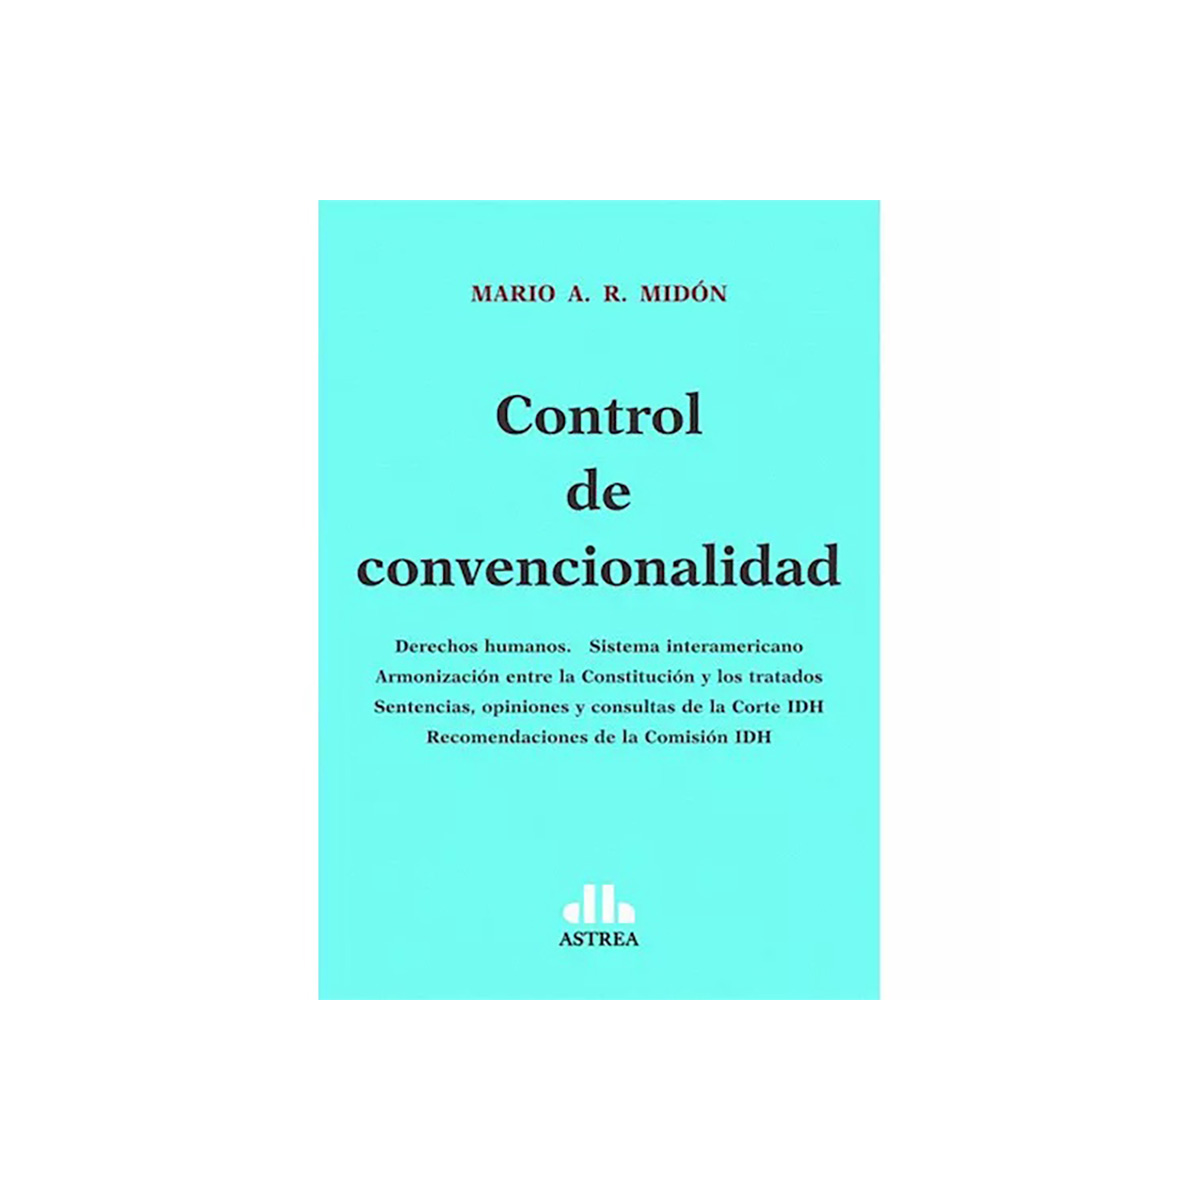 MARIO A. R. MIDÓN
Control
de
convencionalidad
Derechos humanos. Sistema interamericano
Armonización entre la Constitución y los tratados
Sentencias, opiniones y consultas de la Corte IDH
Recomendaciones de la Comisión IDH
ASTREA